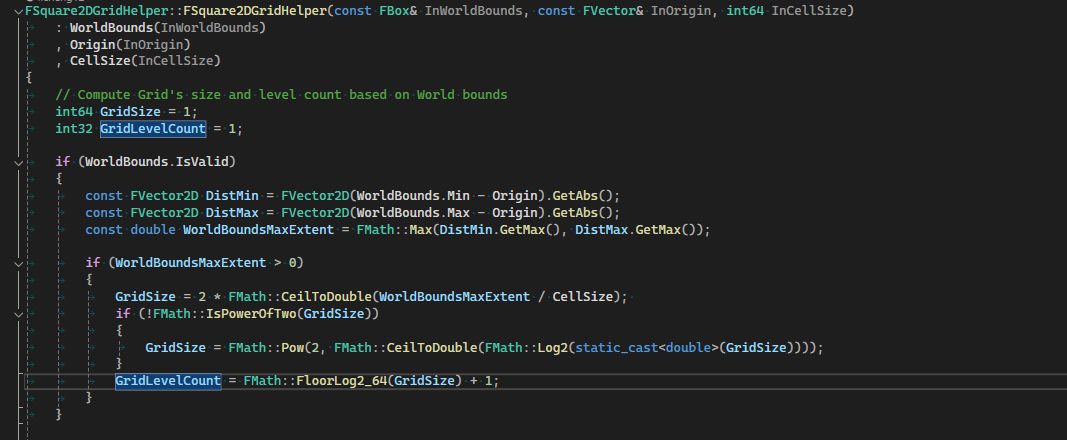 FSquare2DGridHelper::FSquare2DGridHelper(const FBox& InWorldBounds, const FVector& InOrigin, int64 InCellSize)
: WorldBounds(InWorldBounds)
, Origin(InOrigin)
, CellSize(InCellSize)
{
// Compute Grid's size and level count based on World bounds
int64 GridSize = 1;
int32 GridLevelCount = 1;
if (WorldBounds.IsValid)
{
const FVector2D DistMin = FVector2D(WorldBounds.Min - Origin).GetAbs();
const FVector2D DistMax = FVector2D(WorldBounds.Max - Origin).GetAbs();
const double WorldBoundsMaxExtent = FMath::Max(DistMin.GetMax(), DistMax.GetMax());
if (WorldBoundsMaxExtent > 0)
{
GridSize = 2 * FMath::CeilToDouble(WorldBoundsMaxExtent / CellSize);
if (!FMath::IsPowerOfTwo(GridSize))
{
GridSize = FMath::Pow(2, FMath::CeilToDouble(FMath::Log2(static_cast<double>(GridSize))));
}
GridLevelCount = FMath::FloorLog2_64(GridSize) + 1;
}
}